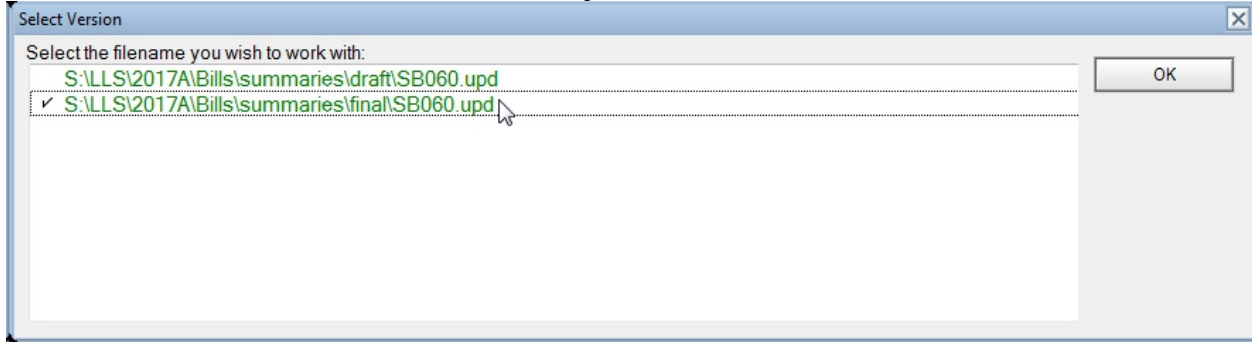 Select Version
Select the filename you wish to work with:
OK
S:\LLS\2017A\Bills\summaries\draft\SB060.upd
✓ S:\LLS\2017A\Bills\summaries\final\SB060.upd